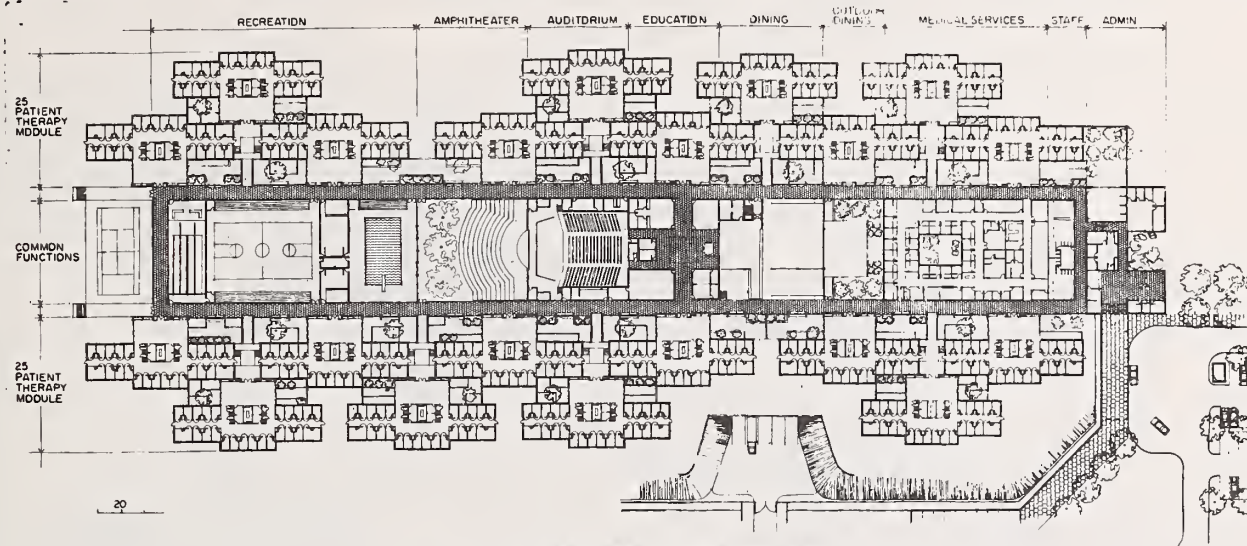 RECREATION
AMPHITHEATER
AUDITORIUM
EDUCATION
DINING
OUTDOOR
DINING
MEDICAL SERVICES
STAFF
ADMIN
25
PATIENT
THERAPY
MODULE
COMMON
FUNCTIONS
25
PATIENT
THERAPY
MODULE
20